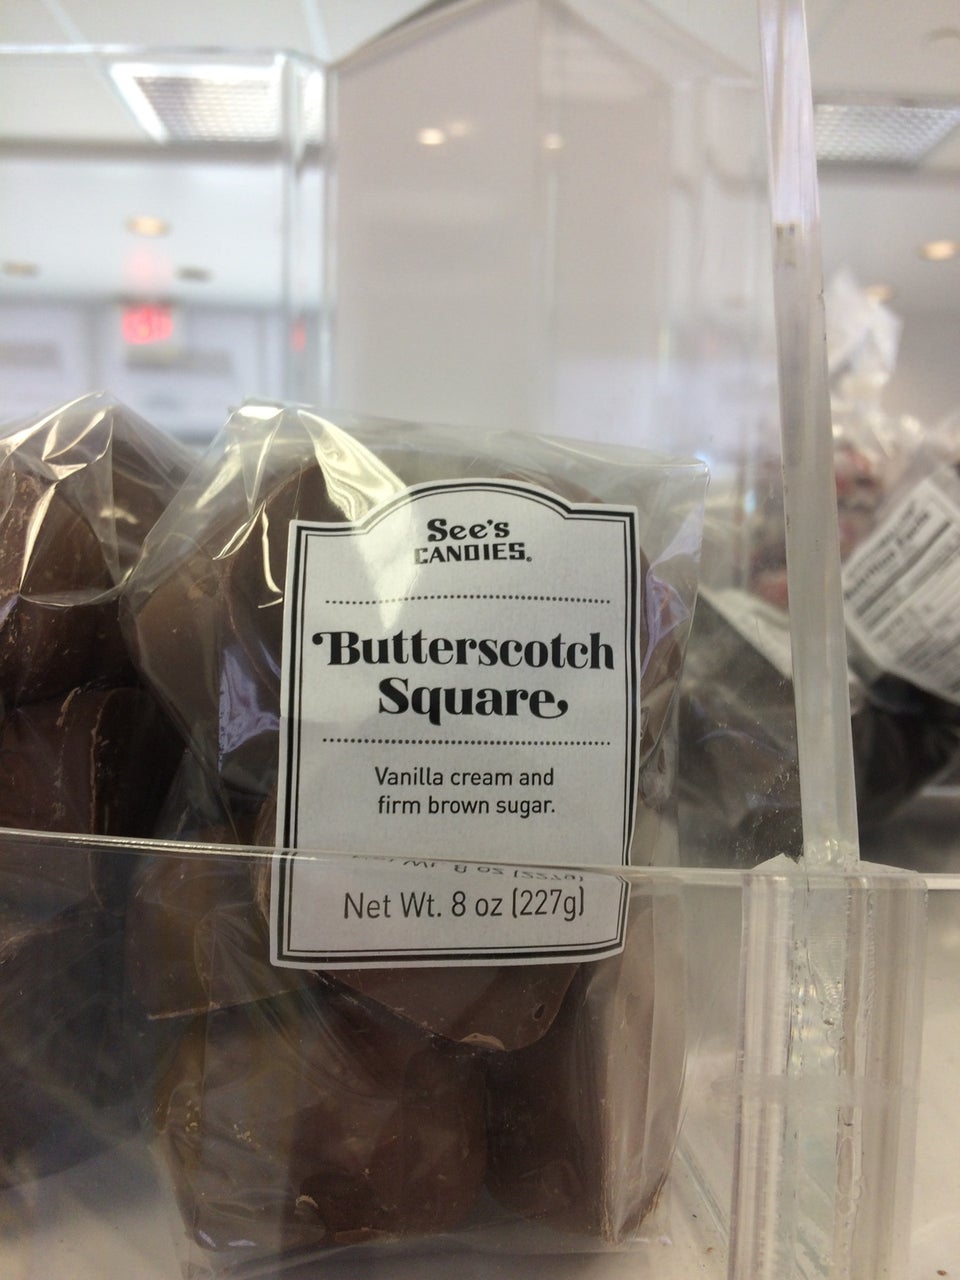 See's
CANDIES®
Butterscotch
Square
Vanilla cream and
firm brown sugar.
Net Wt. 8 oz (227g)